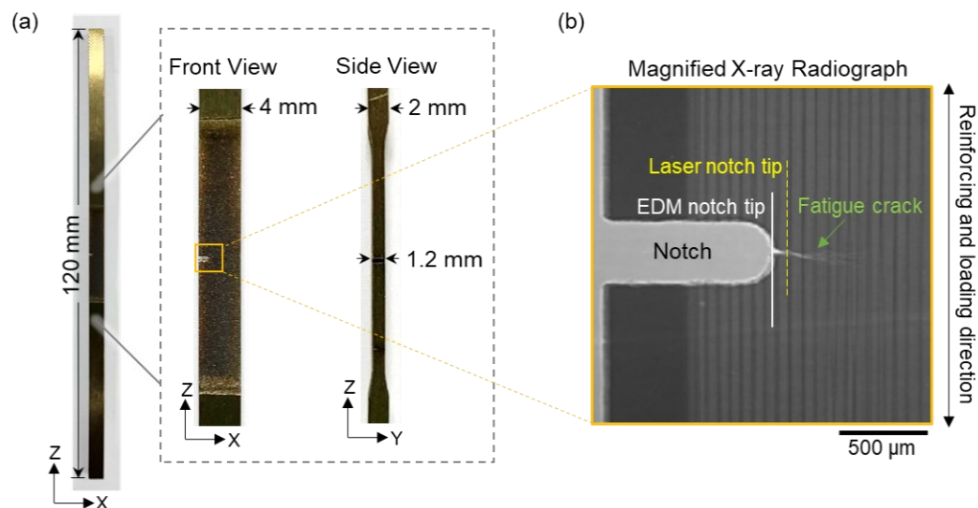 (a)
120 mm
Z
X
Front View
4 mm
Z
X
Side View
2 mm
1.2 mm
Z
Y
(b)
Magnified X-ray Radiograph
Laser notch tip
EDM notch tip
Fatigue crack
Notch
Reinforcing and loading direction
500 µm